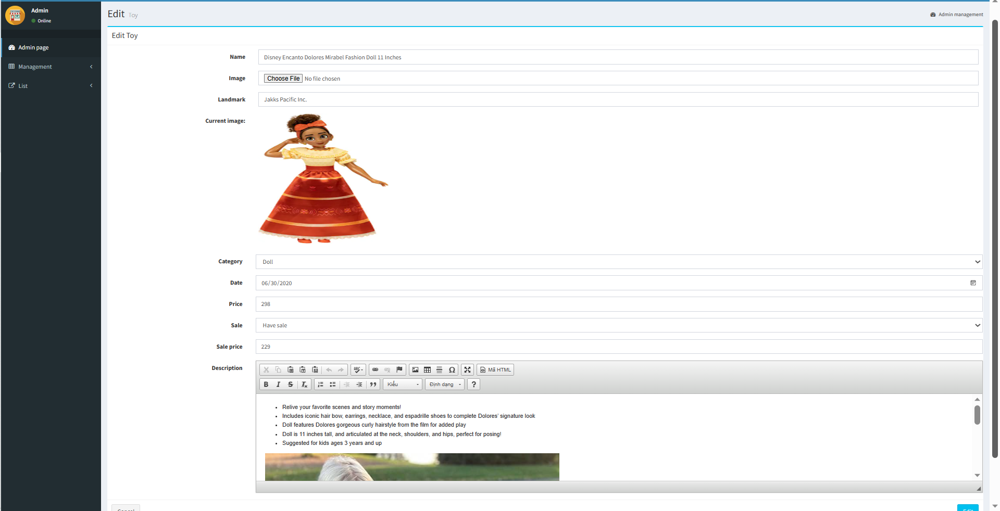 Admin
Online
Edit Toy
Admin management
Admin page
Management
List
Edit Toy
Name
Disney Encanto Dolores Mirabel Fashion Doll 11 Inches
Image
Choose File No file chosen
Landmark
Jakks Pacific Inc.
Current image:
Category
Doll
Date
06/30/2020
Price
298
Sale
Have sale
Sale price
229
Description
ABC
Mã HTML
B I S Tx
Kiểu
Định dạng
?
Relive your favorite scenes and story moments!
Includes iconic hair bow, earrings, necklace, and espadrille shoes to complete Dolores' signature look
Doll features Dolores gorgeous curly hairstyle from the film for added play
Doll is 11 inches tall, and articulated at the neck, shoulders, and hips, perfect for posing!
Suggested for kids ages 3 years and up
Cancel
Edit